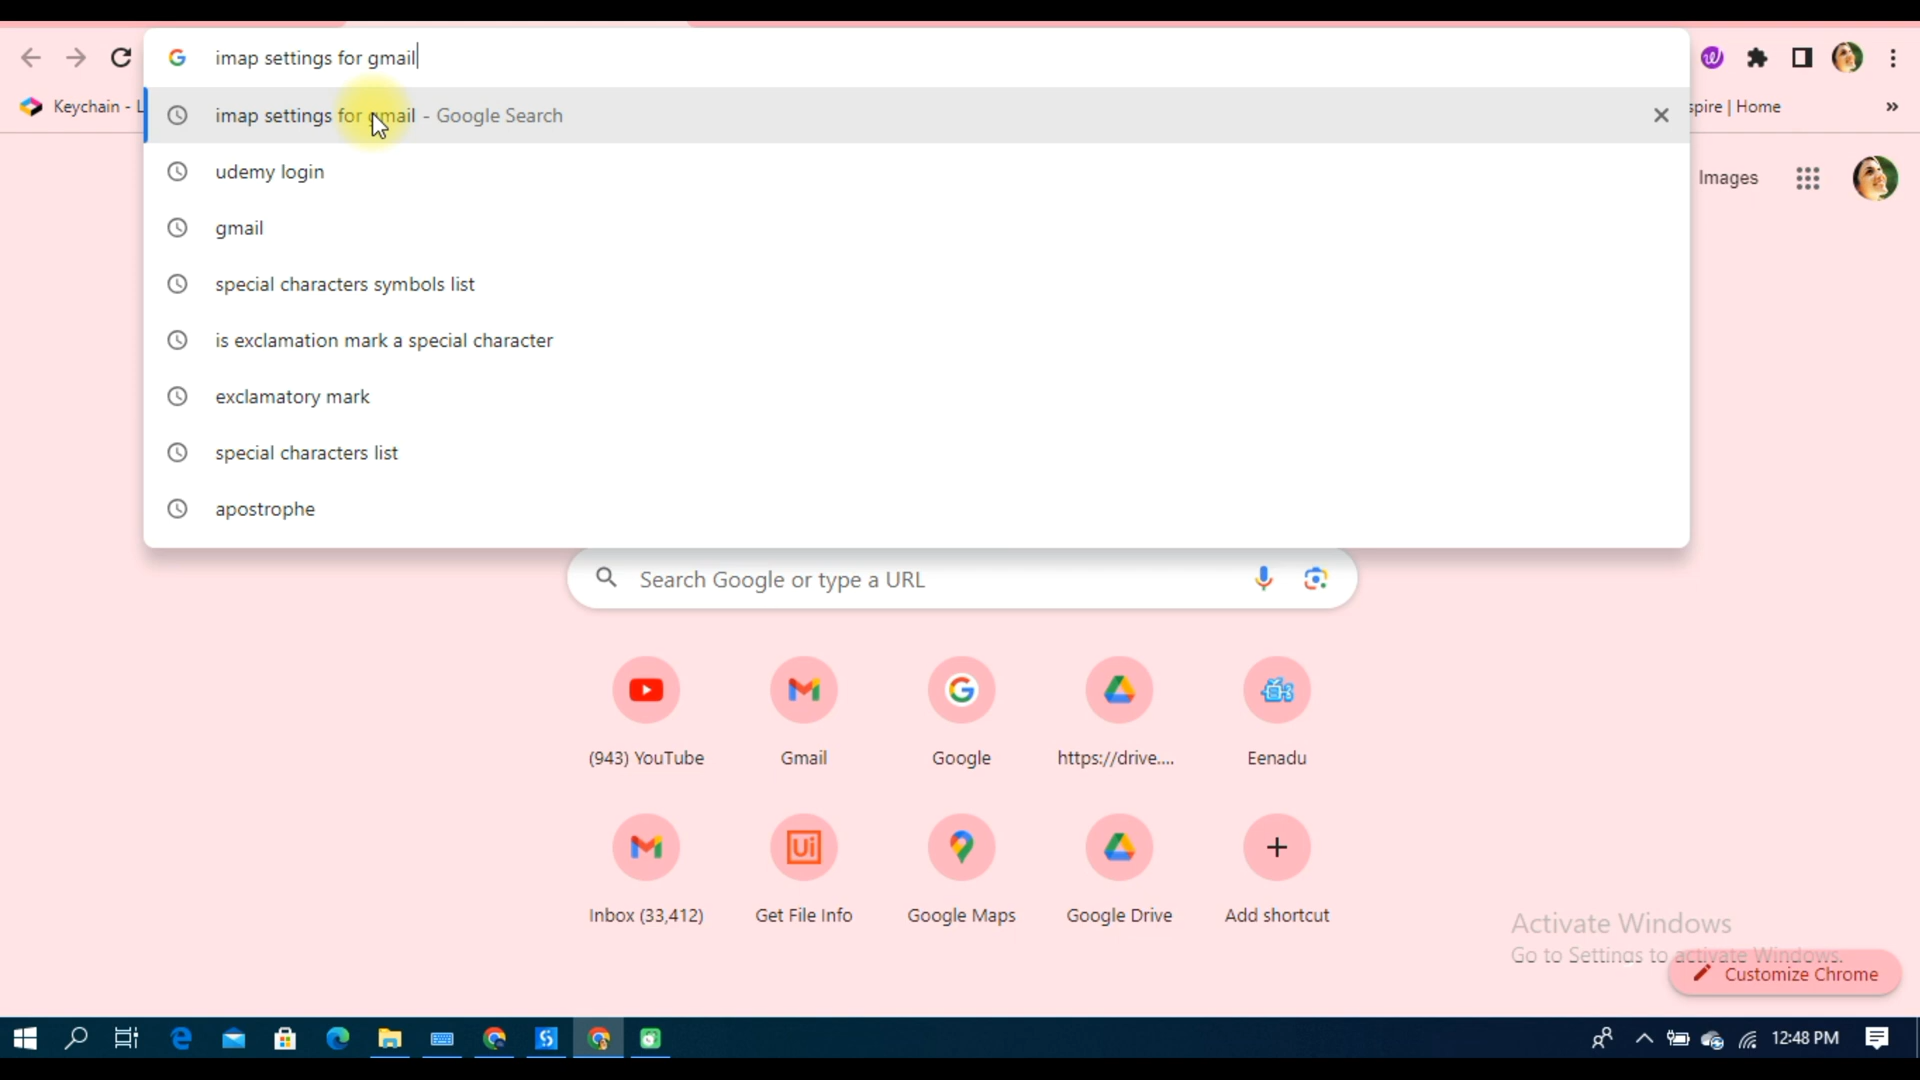 imap settings for gmail
Keychain - L
spire | Home
»
imap settings for gmail - Google Search
udemy login
Images
gmail
special characters symbols list
is exclamation mark a special character
exclamatory mark
special characters list
apostrophe
Search Google or type a URL
(943) YouTube
Gmail
Google
https://drive....
Eenadu
Inbox (33,412)
Get File Info
Google Maps
Google Drive
Add shortcut
Activate Windows
Go to Settings to activate Windows.
Customize Chrome
12:48 PM